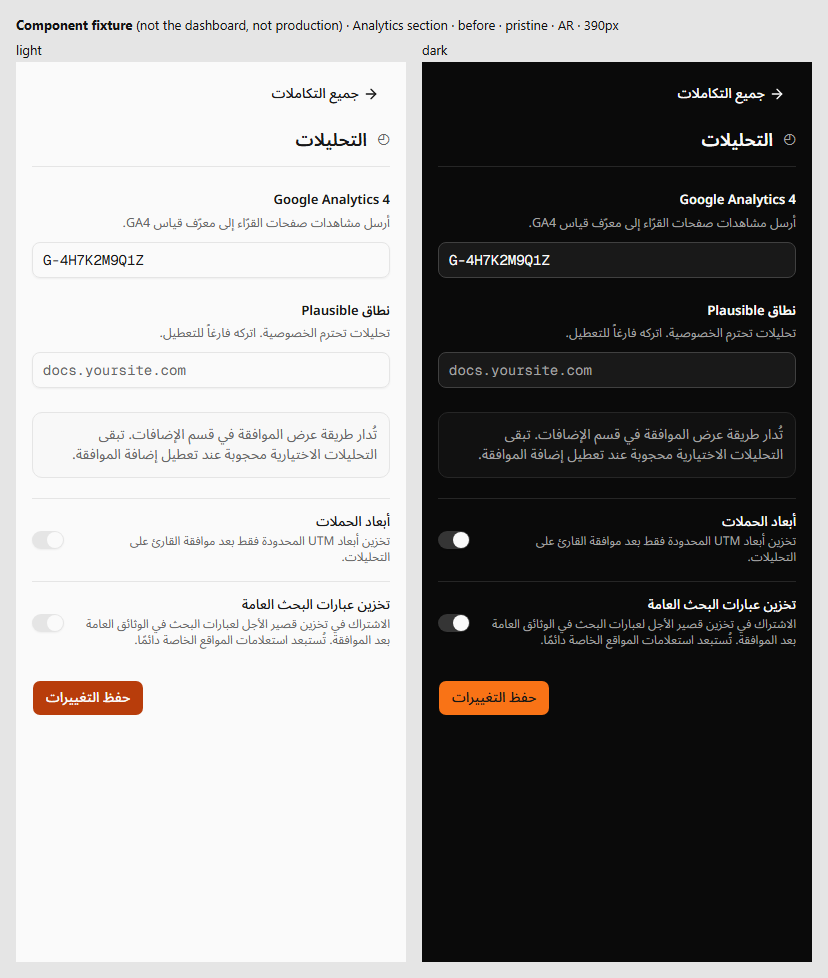 Component fixture (not the dashboard, not production) · Analytics section · before · pristine · AR · 390px
light
جميع التكاملات
التحليلات
Google Analytics 4
أرسل مشاهدات صفحات القرّاء إلى معرّف قياس GA4.
G-4H7K2M9Q1Z
نطاق Plausible
تحليلات تحترم الخصوصية. اتركه فارغاً للتعطيل.
docs.yoursite.com
تُدار طريقة عرض الموافقة في قسم الإضافات. تبقى
التحليلات الاختيارية محجوبة عند تعطيل إضافة الموافقة.
أبعاد الحملات
تخزين أبعاد UTM المحدودة فقط بعد موافقة القارئ على
التحليلات.
تخزين عبارات البحث العامة
الاشتراك في تخزين قصير الأجل لعبارات البحث في الوثائق العامة
بعد الموافقة. تُستبعد استعلامات المواقع الخاصة دائمًا.
حفظ التغييرات
dark
جميع التكاملات
التحليلات
Google Analytics 4
أرسل مشاهدات صفحات القرّاء إلى معرّف قياس GA4.
G-4H7K2M9Q1Z
نطاق Plausible
تحليلات تحترم الخصوصية. اتركه فارغاً للتعطيل.
docs.yoursite.com
تُدار طريقة عرض الموافقة في قسم الإضافات. تبقى
التحليلات الاختيارية محجوبة عند تعطيل إضافة الموافقة.
أبعاد الحملات
تخزين أبعاد UTM المحدودة فقط بعد موافقة القارئ على
التحليلات.
تخزين عبارات البحث العامة
الاشتراك في تخزين قصير الأجل لعبارات البحث في الوثائق العامة
بعد الموافقة. تُستبعد استعلامات المواقع الخاصة دائمًا.
حفظ التغييرات